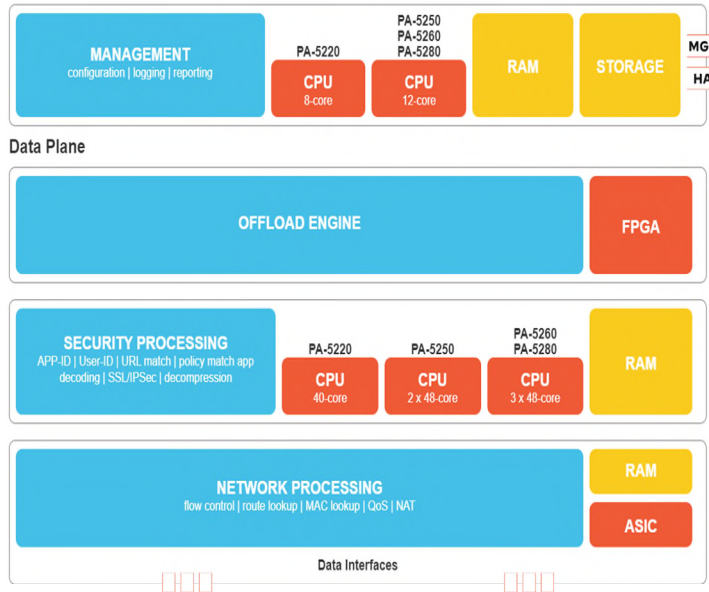 MANAGEMENT
configuration | logging | reporting
PA-5220
CPU
8-core
PA-5250
PA-5260
PA-5280
CPU
12-core
RAM
STORAGE
MG
HA
Data Plane
OFFLOAD ENGINE
FPGA
SECURITY PROCESSING
APP-ID | User-ID | URL match | policy match app
decoding | SSL/IPSec | decompression
PA-5220
CPU
40-core
PA-5250
CPU
2 x 48-core
PA-5260
PA-5280
CPU
3 x 48-core
RAM
NETWORK PROCESSING
flow control | route lookup | MAC lookup | QoS | NAT
RAM
ASIC
Data Interfaces